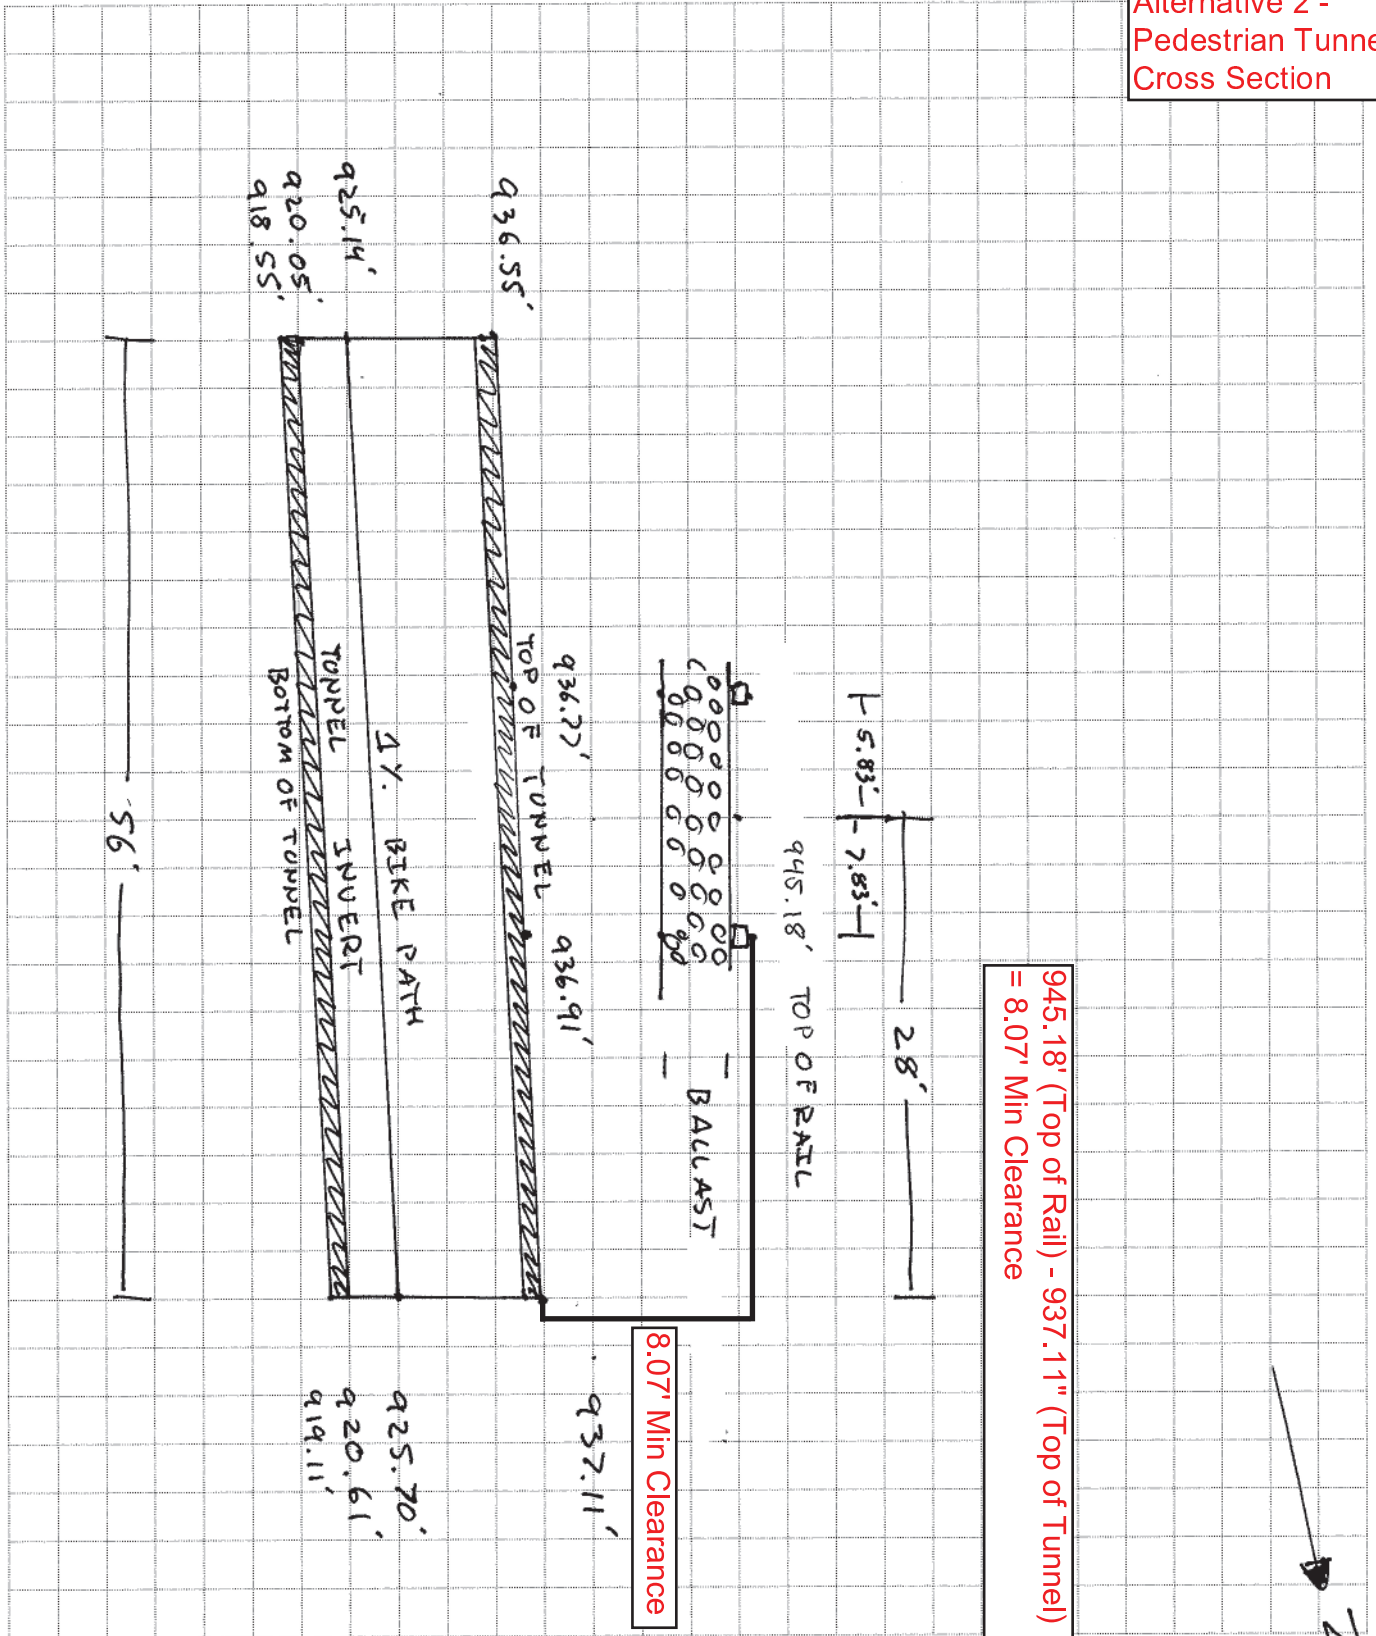 Alternative 2 -
Pedestrian Tunne
Cross Section
945.18' (Top of Rail) - 937.11" (Top of Tunnel)
= 8.07' Min Clearance
28'
5.83'
7.83'
945.18' TOP OF RAIL
BALLAST
8.07' Min Clearance
936.55'
936.77'
936.91'
937.11'
TOP OF TUNNEL
925.14'
1% BIKE PATH
925.70'
920.05'
TUNNEL INVERT
920.61'
918.55'
BOTTOM OF TUNNEL
919.11'
56'